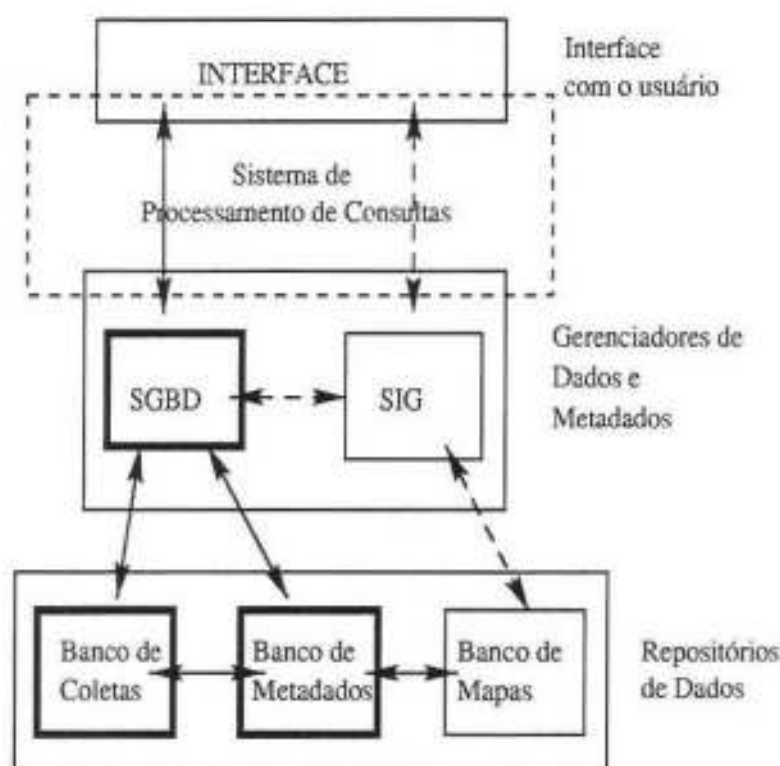 INTERFACE
Interface
com o usuário
Sistema de
Processamento de Consultas
SGBD
SIG
Gerenciadores de
Dados e
Metadados
Banco de
Coletas
Banco de
Metadados
Banco de
Mapas
Repositórios
de Dados